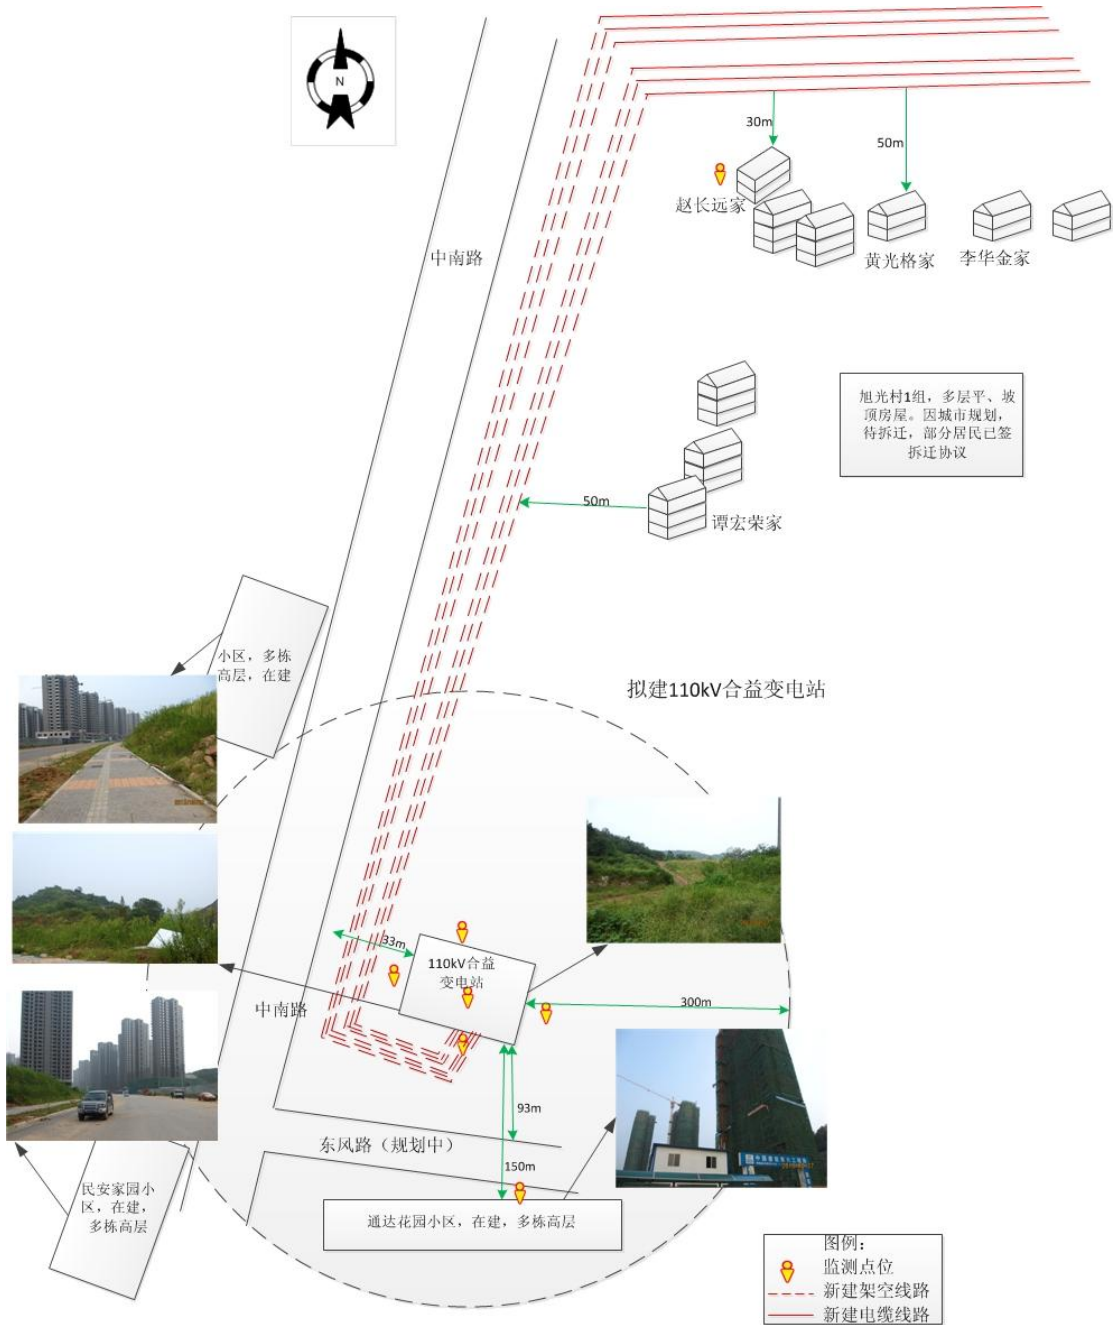 N
30m
50m
赵长远家
中南路
黄光格家
李华金家
旭光村1组，多层平、坡
顶房屋。因城市规划，
待拆迁，部分居民已签
拆迁协议
50m
谭宏荣家
小区，多栋
高层，在建
拟建110kV合益变电站
33m
110kV合益
变电站
300m
中南路
93m
东风路（规划中）
150m
民安家园小
区，在建，
多栋高层
通达花园小区，在建，多栋高层
图例：
监测点位
新建架空线路
新建电缆线路